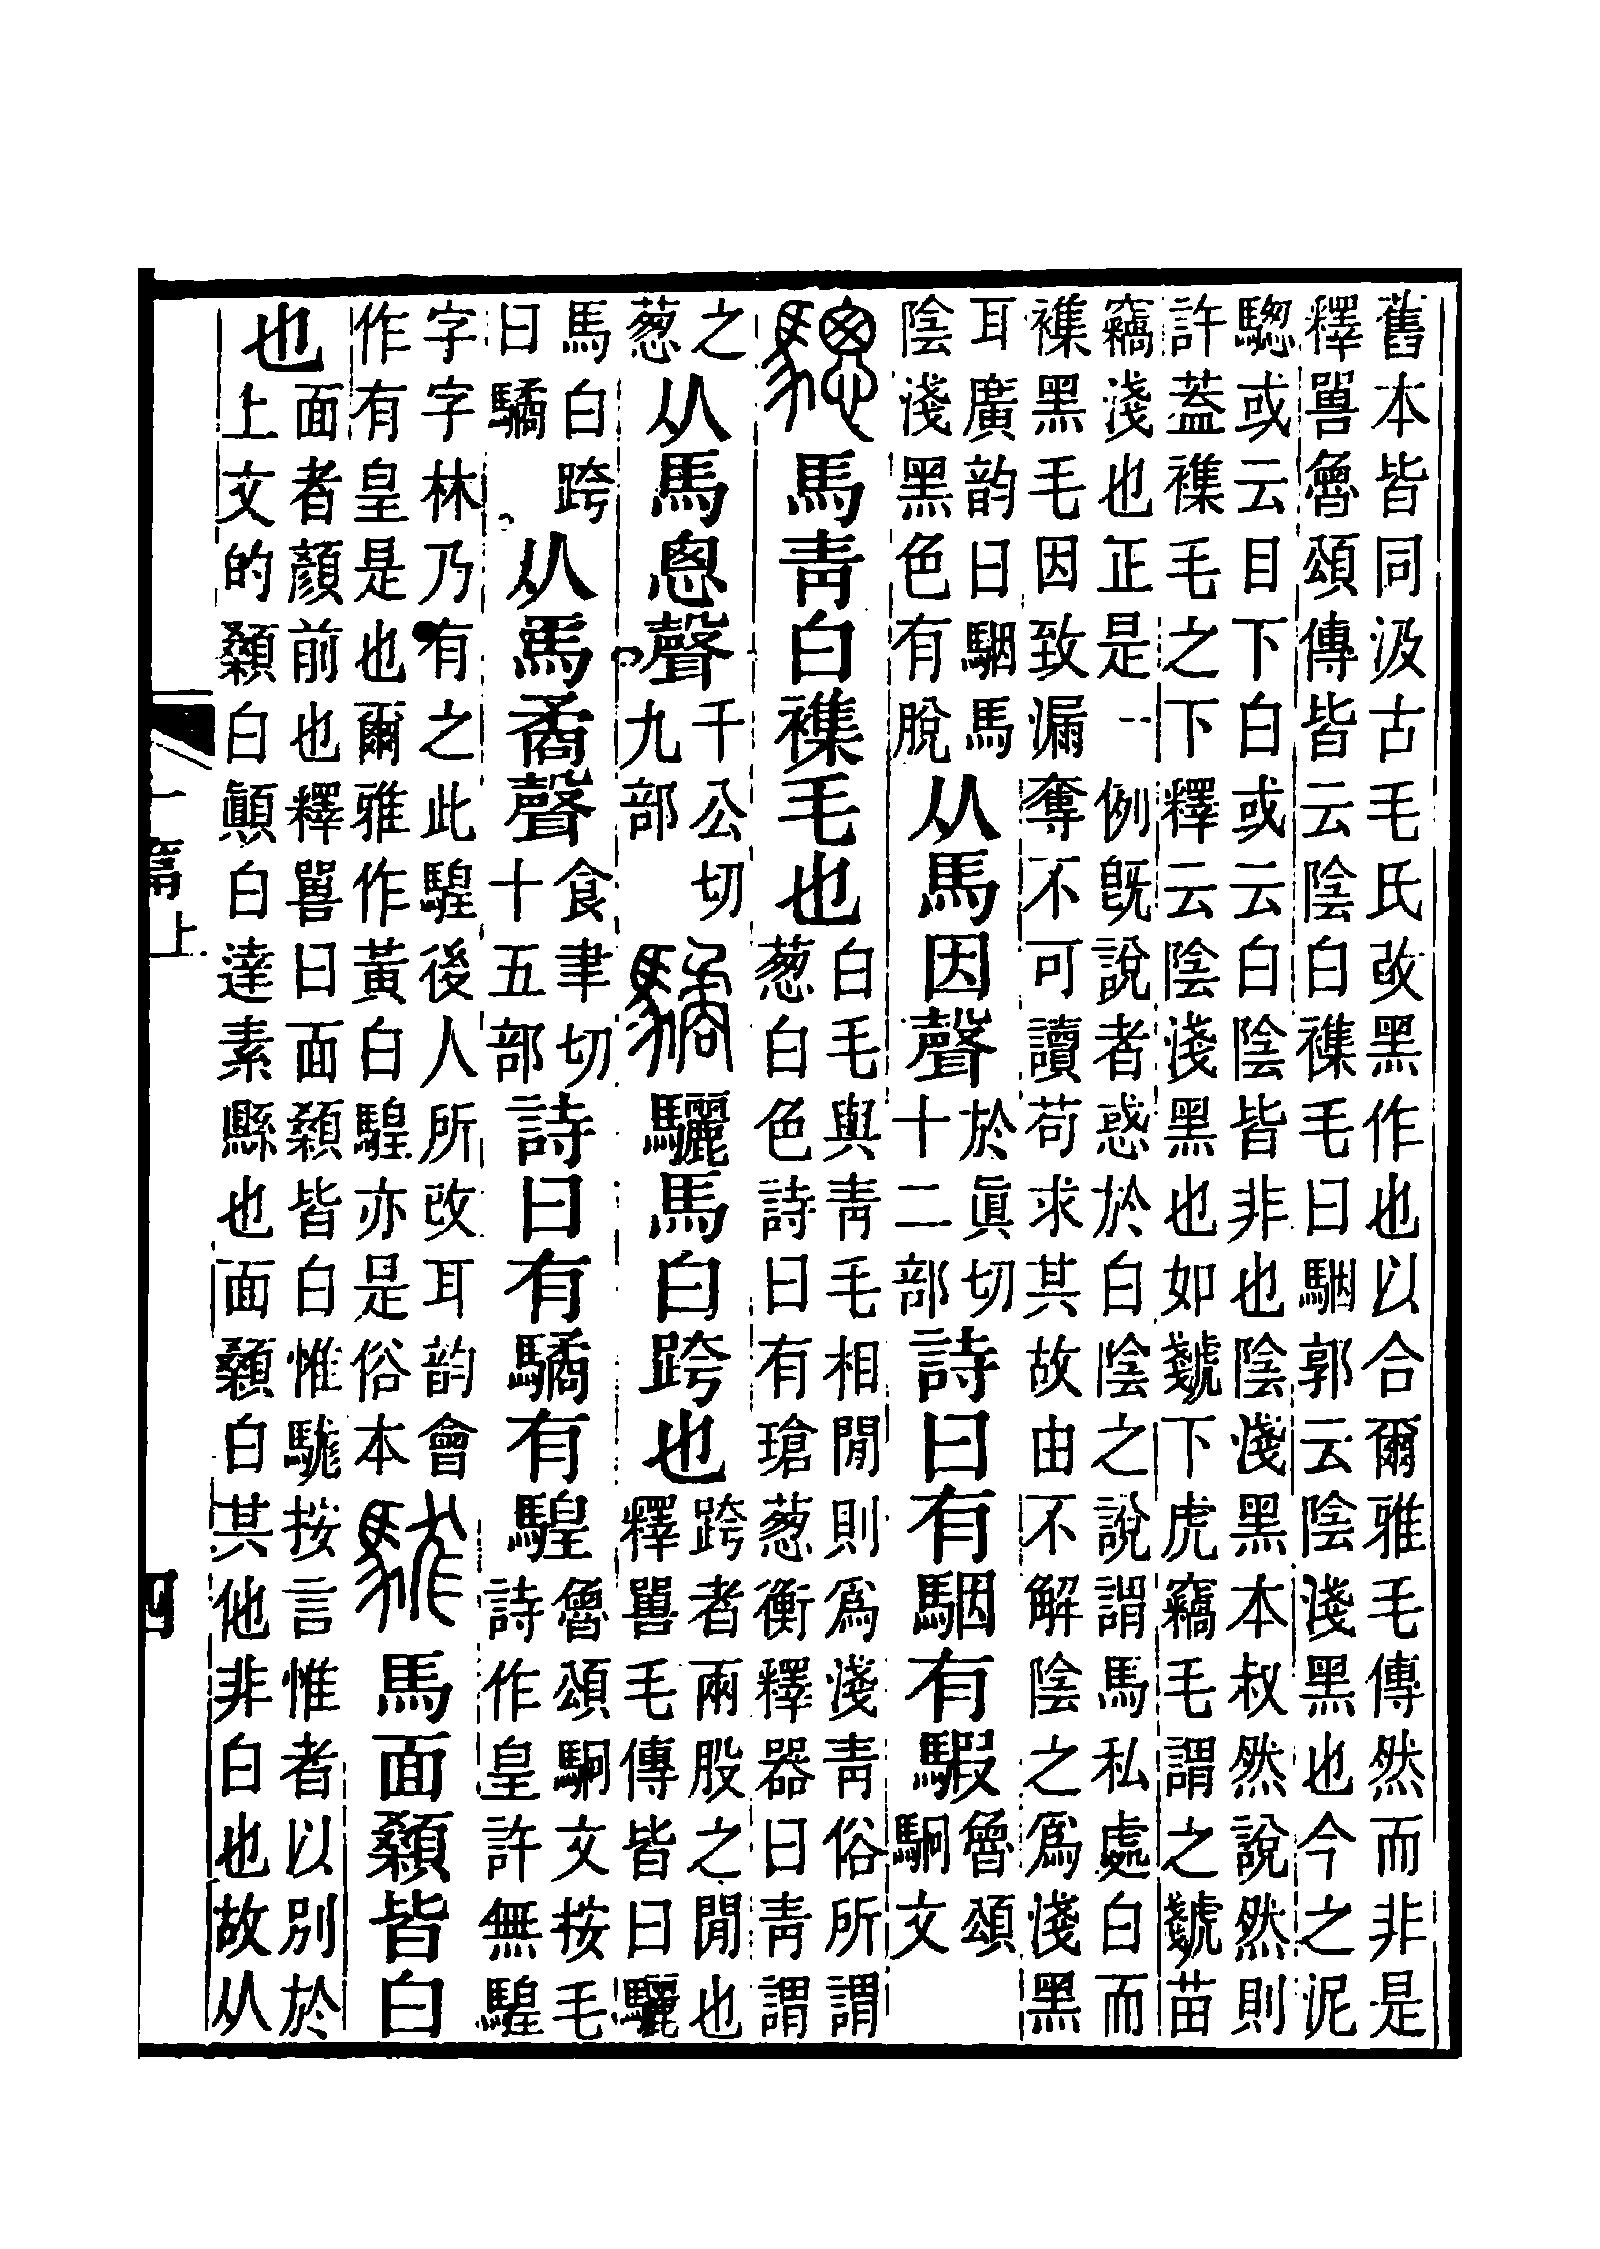 舊本皆同汲古毛氏改黑作也以合爾雅毛傳然而非是
釋嘼魯頌傳皆云陰白襍毛曰駰郭云陰淺黑也今之泥
驄或云目下白或云白陰皆非也陰淺黑本叔然說然則
許蓋襍毛之下釋云陰淺黑也如虦下虎竊毛謂之虦苗
竊淺也正是一例旣說者惑於白陰之說謂馬私處白而
襍黑毛因致漏奪不可讀苟求其故由不解陰之爲淺黑
耳廣韵曰駰馬陰淺黑色有脫从馬因聲於眞切十二部詩曰有駰有騢魯頌駉文
驄馬青白襍毛也白毛與青毛相閒則爲淺青俗所謂葱白色詩曰有瑲葱衡釋器曰青謂
之葱从馬悤聲千公切九部驈驪馬白跨也跨者兩股之閒也釋嘼毛傳皆曰驪
馬白跨曰驈从馬矞聲食聿切十五部詩曰有驈有騜魯頌駉文按毛詩作皇許無騜
字字林乃有之此騜後人所改耳韵會作有皇是也爾雅作黃白騜亦是俗本駹馬面顙皆白
也面者顏前也釋嘼曰面顙皆白惟駹按言惟者以別於上文的顙白顚白達素縣也面顙白其他非白也故从
十篇上
四